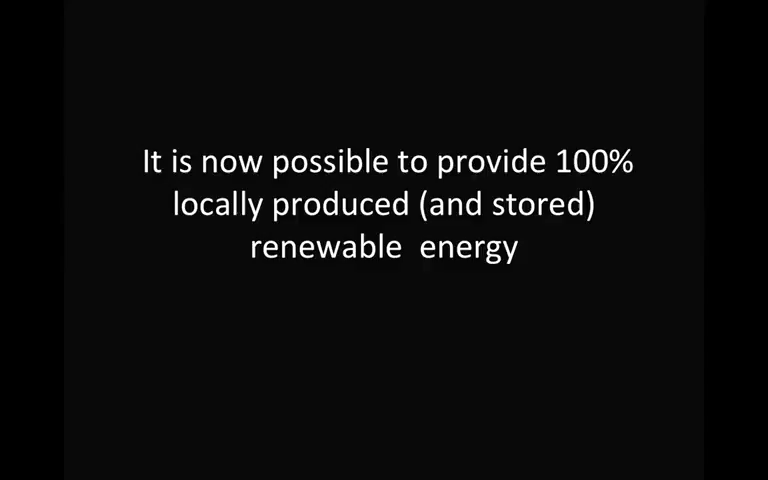 It is now possible to provide 100%
locally produced (and stored)
renewable  energy